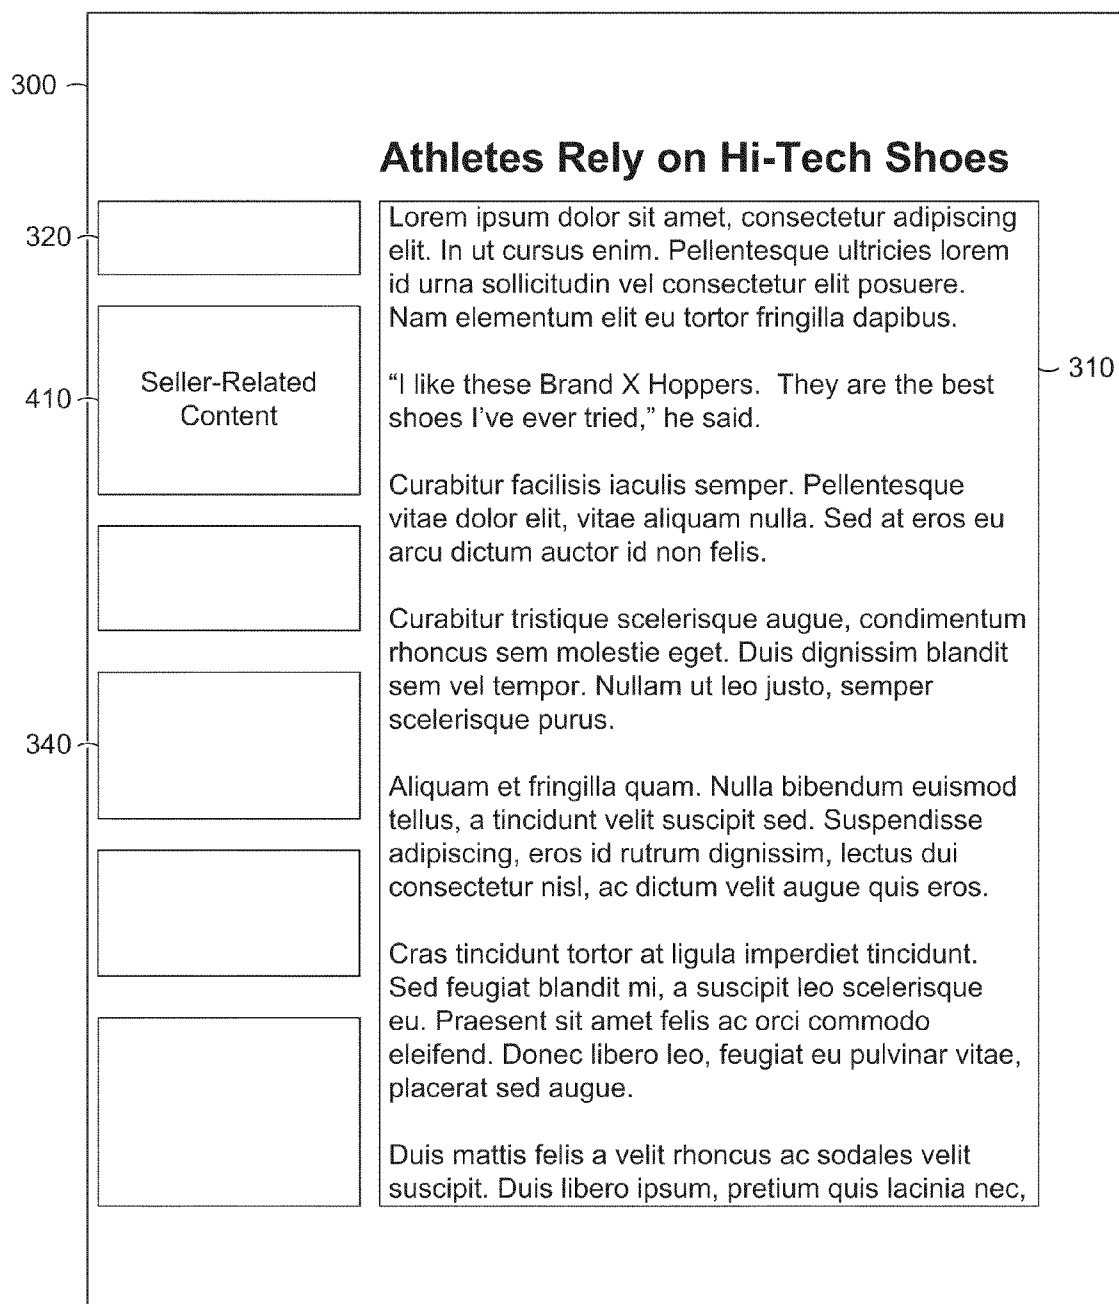 300
Athletes Rely on Hi-Tech Shoes
320
Lorem ipsum dolor sit amet, consectetur adipiscing
elit. In ut cursus enim. Pellentesque ultricies lorem
id urna sollicitudin vel consectetur elit posuere.
Nam elementum elit eu tortor fringilla dapibus.
310
410
Seller-Related
Content
“I like these Brand X Hoppers.  They are the best
shoes I’ve ever tried,” he said.
Curabitur facilisis iaculis semper. Pellentesque
vitae dolor elit, vitae aliquam nulla. Sed at eros eu
arcu dictum auctor id non felis.
Curabitur tristique scelerisque augue, condimentum
rhoncus sem molestie eget. Duis dignissim blandit
sem vel tempor. Nullam ut leo justo, semper
scelerisque purus.
340
Aliquam et fringilla quam. Nulla bibendum euismod
tellus, a tincidunt velit suscipit sed. Suspendisse
adipiscing, eros id rutrum dignissim, lectus dui
consectetur nisl, ac dictum velit augue quis eros.
Cras tincidunt tortor at ligula imperdiet tincidunt.
Sed feugiat blandit mi, a suscipit leo scelerisque
eu. Praesent sit amet felis ac orci commodo
eleifend. Donec libero leo, feugiat eu pulvinar vitae,
placerat sed augue.
Duis mattis felis a velit rhoncus ac sodales velit
suscipit. Duis libero ipsum, pretium quis lacinia nec,